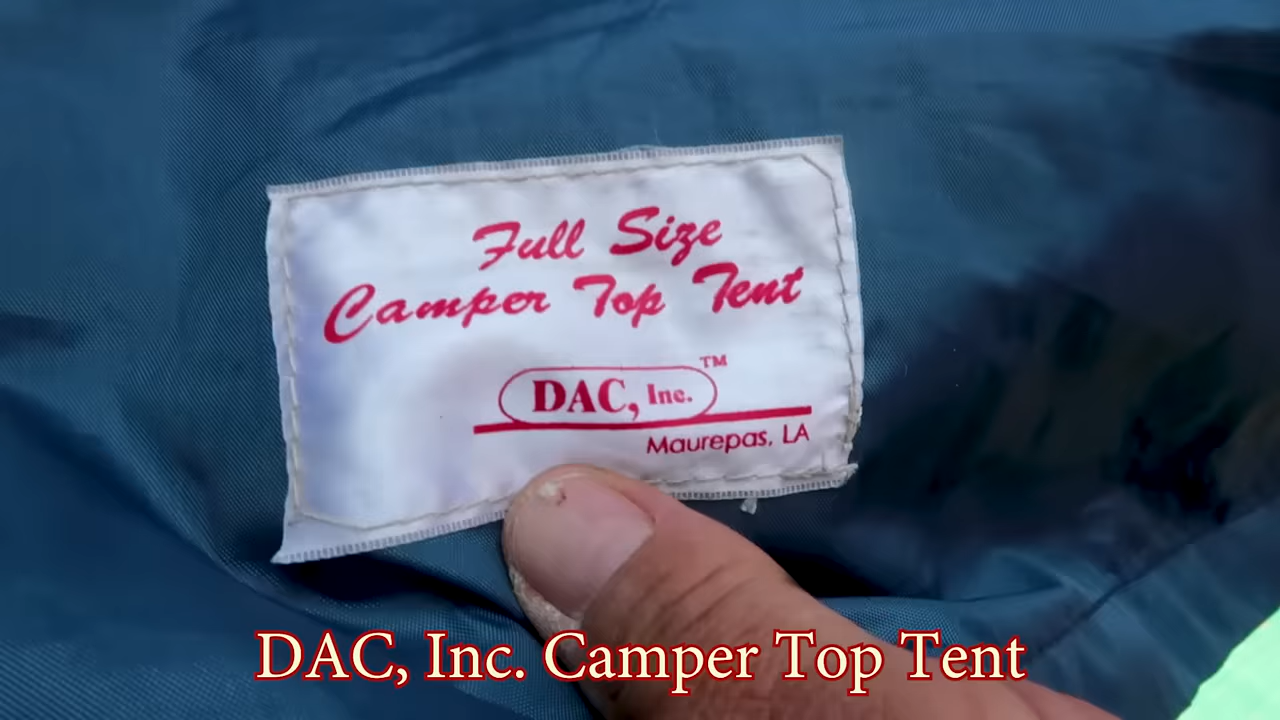 Full Size
Camper Top Tent
DAC, Inc.™
Maurepas, LA
DAC, Inc. Camper Top Tent